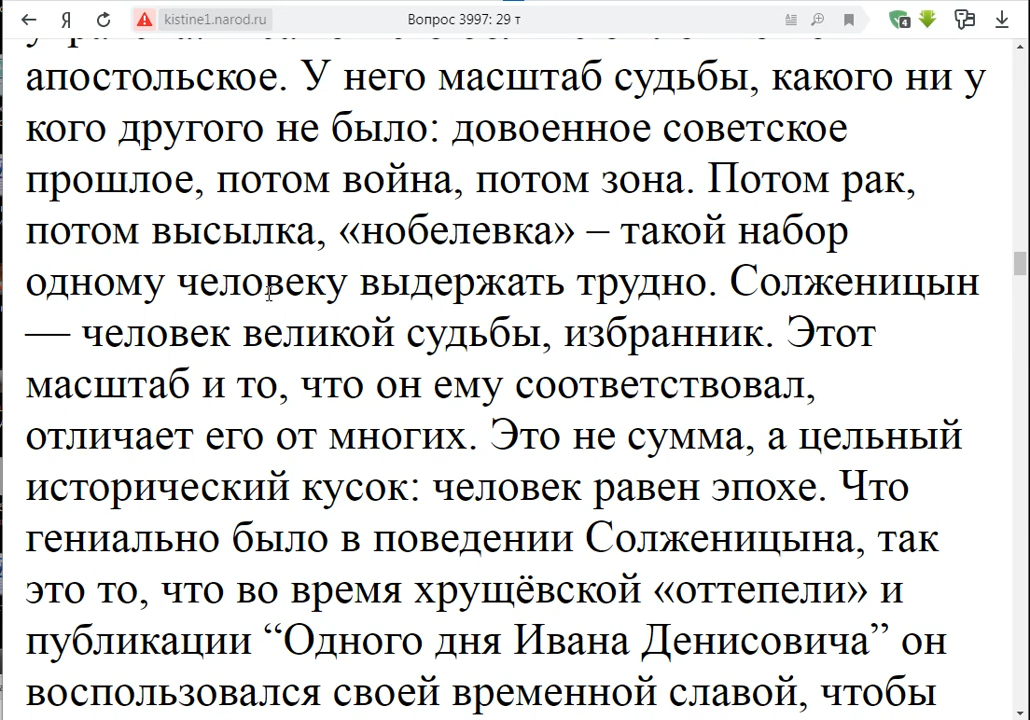 Я kistine1.narod.ru Вопрос 3997: 29 т 4
апостольское. У него масштаб судьбы, какого ни у
кого другого не было: довоенное советское
прошлое, потом война, потом зона. Потом рак,
потом высылка, «нобелевка» – такой набор
одному человеку выдержать трудно. Солженицын
— человек великой судьбы, избранник. Этот
масштаб и то, что он ему соответствовал,
отличает его от многих. Это не сумма, а цельный
исторический кусок: человек равен эпохе. Что
гениально было в поведении Солженицына, так
это то, что во время хрущёвской «оттепели» и
публикации “Одного дня Ивана Денисовича” он
воспользовался своей временной славой, чтобы